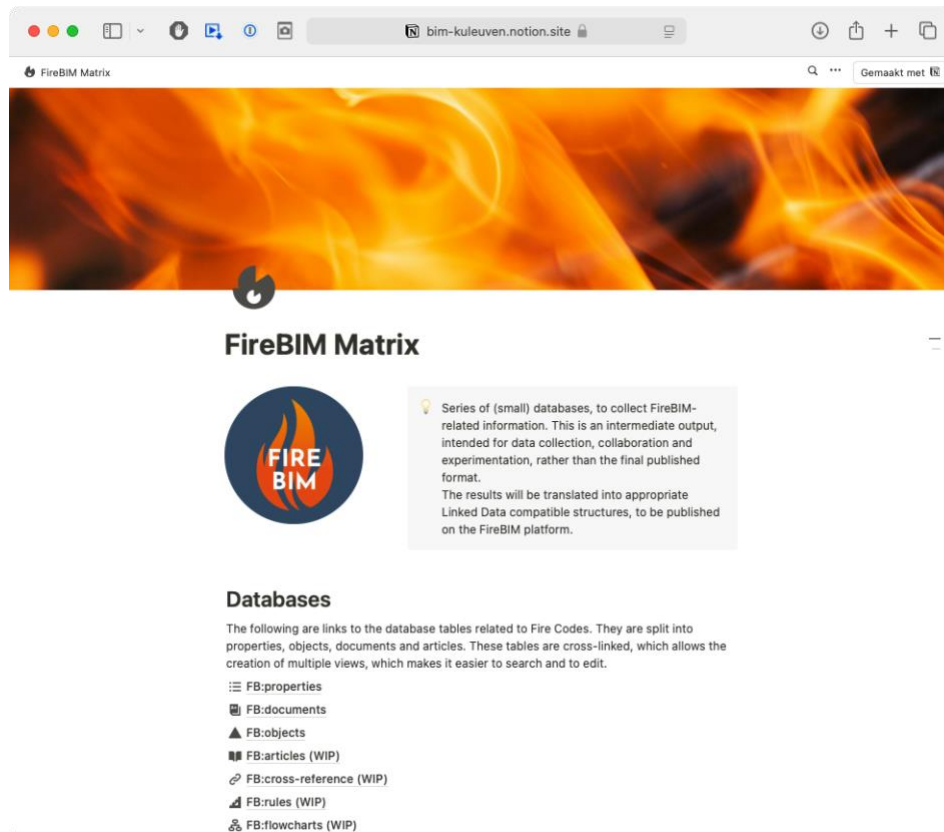 bim-kuleuven.notion.site
FireBIM Matrix
Gemaakt met
FireBIM Matrix
FIRE
BIM
Series of (small) databases, to collect FireBIM-
related information. This is an intermediate output,
intended for data collection, collaboration and
experimentation, rather than the final published
format.
The results will be translated into appropriate
Linked Data compatible structures, to be published
on the FireBIM platform.
Databases
The following are links to the database tables related to Fire Codes. They are split into
properties, objects, documents and articles. These tables are cross-linked, which allows the
creation of multiple views, which makes it easier to search and to edit.
FB:properties
FB:documents
FB:objects
FB:articles (WIP)
FB:cross-reference (WIP)
FB:rules (WIP)
FB:flowcharts (WIP)